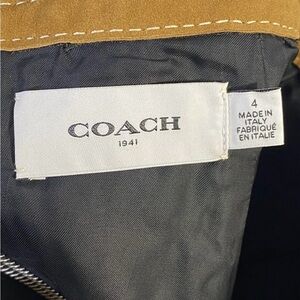 COACH
1941
4
MADE IN
ITALY
FABRIQUÉ
EN ITALIE